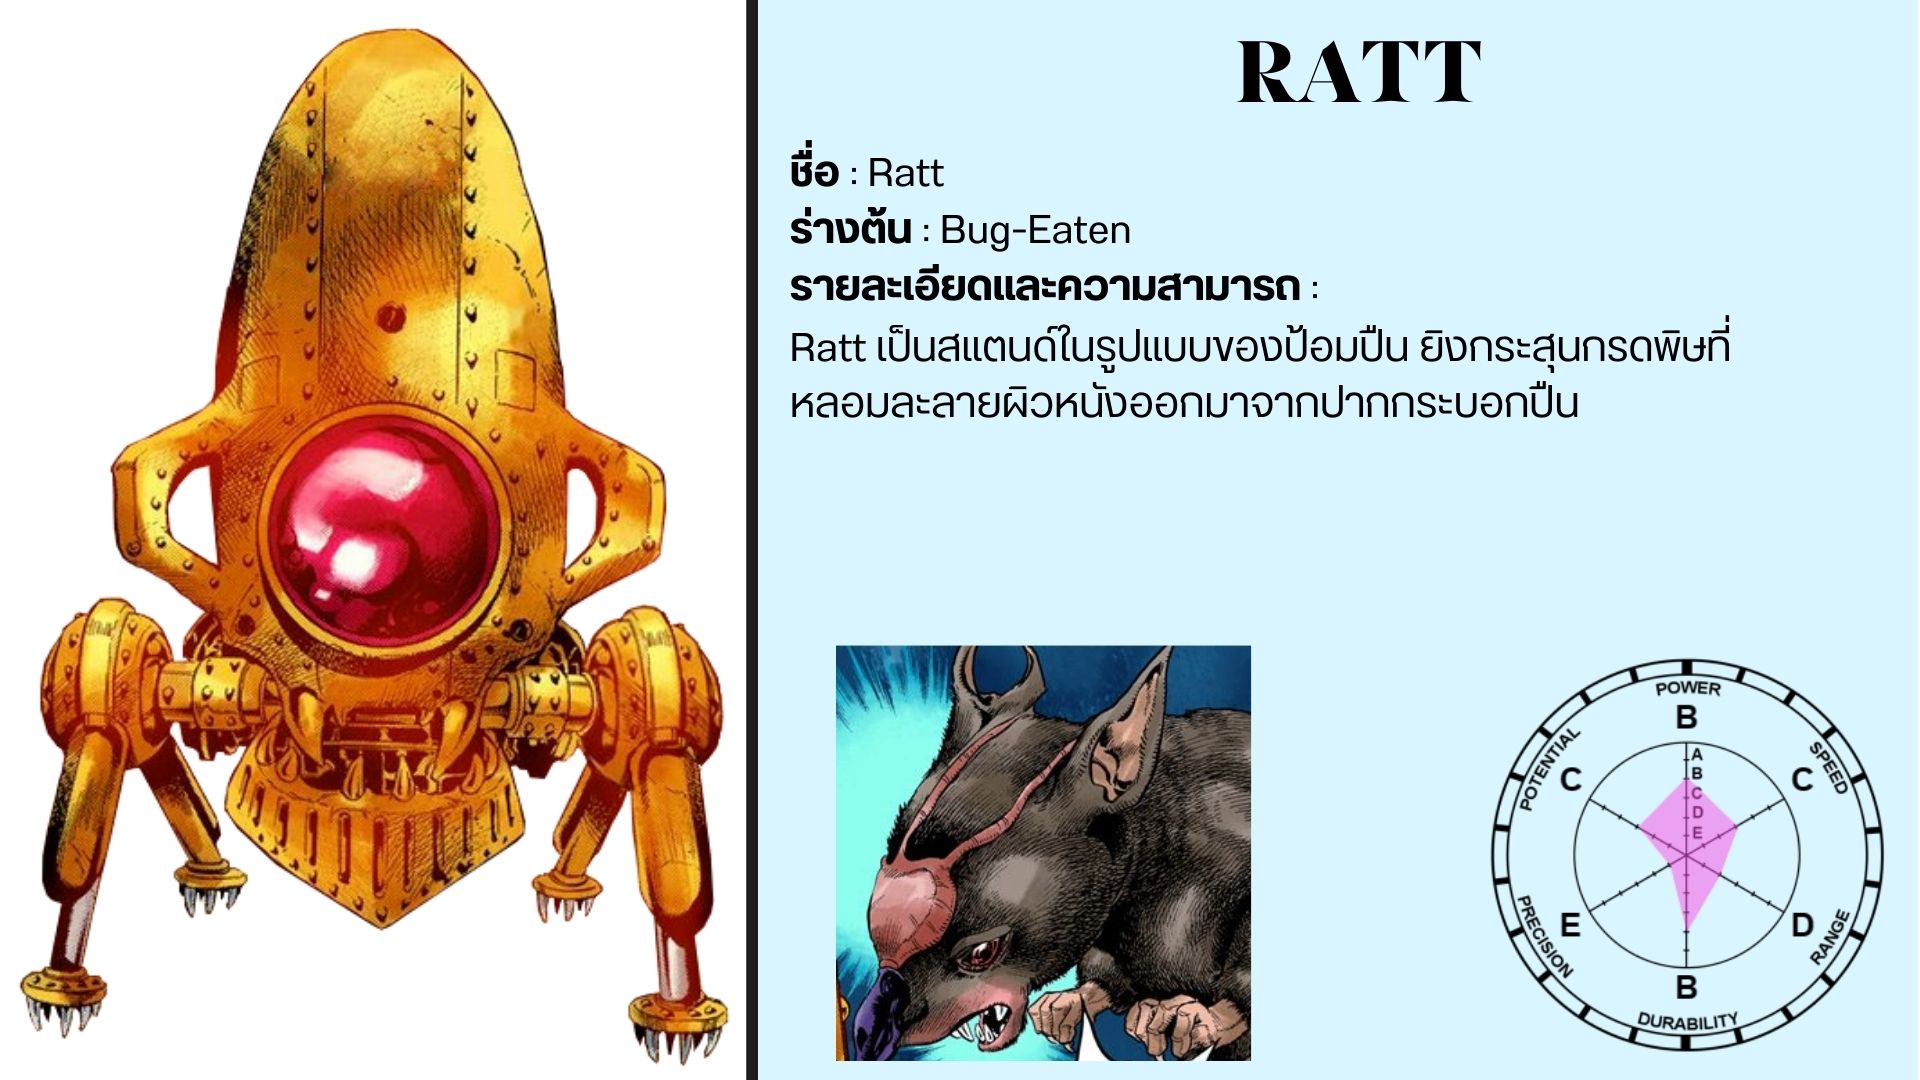 RATT
ชื่อ : Ratt
ร่างต้น : Bug-Eaten
รายละเอียดและความสามารถ :
Ratt เป็นสแตนด์ในรูปแบบของป้อมปืน ยิงกระสุนกรดพิษที่
หลอมละลายผิวหนังออกมาจากปากกระบอกปืน
POWER
B
POTENTIAL
C
A
B
C
D
E
C
SPEED
PRECISION
E
D
RANGE
B
DURABILITY